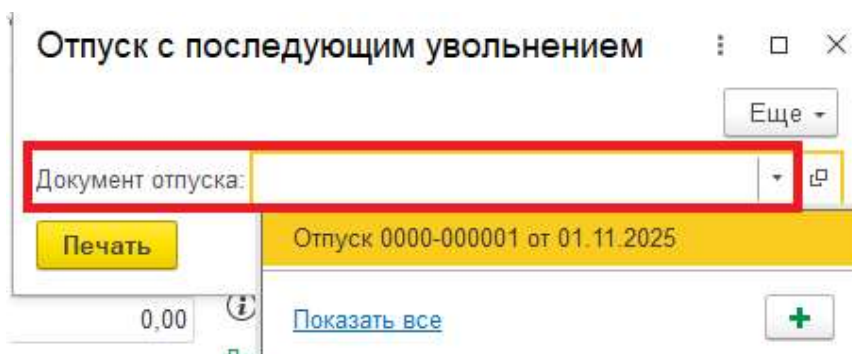 Отпуск с последующим увольнением
Еще
Документ отпуска:
Печать
Отпуск 0000-000001 от 01.11.2025
0,00
Показать все